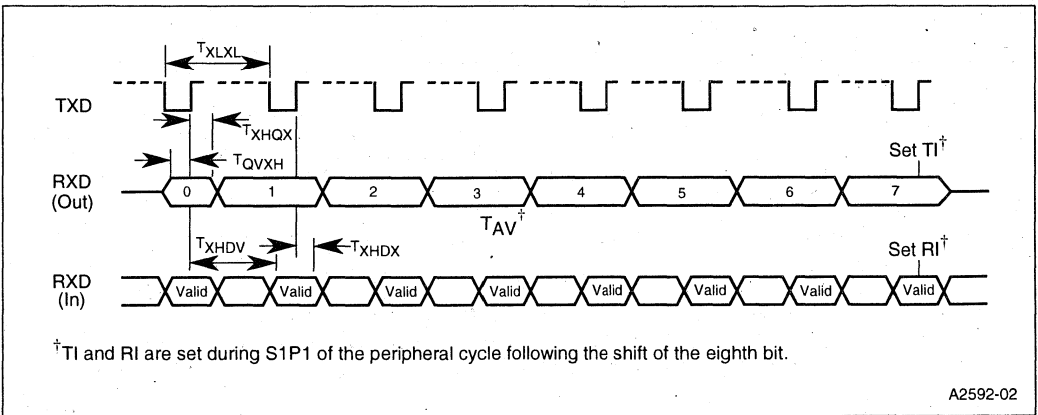 TXLXL
TXD
TXHQX
TQVXH
Set TI†
RXD
(Out)
0 1 2 3 4 5 6 7
TAV†
TXHDV
TXHDX
Set RI†
RXD
(In)
Valid Valid Valid Valid Valid Valid Valid Valid
†TI and RI are set during S1P1 of the peripheral cycle following the shift of the eighth bit.
A2592-02